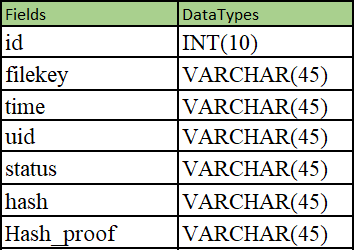 Fields DataTypes
id INT(10)
filekey VARCHAR(45)
time VARCHAR(45)
uid VARCHAR(45)
status VARCHAR(45)
hash VARCHAR(45)
Hash_proof VARCHAR(45)